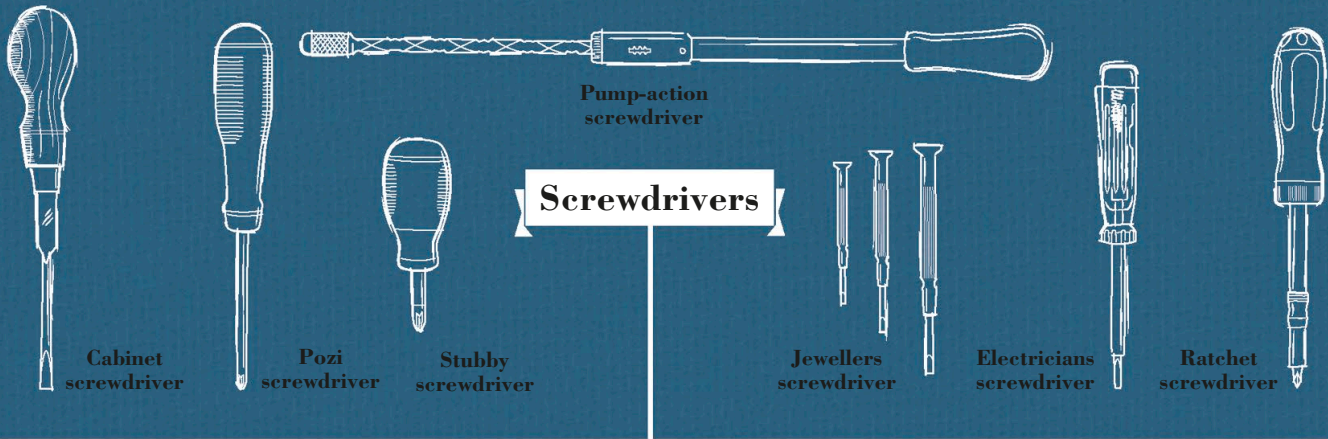 Pump-action
screwdriver
Screwdrivers
Cabinet
screwdriver
Pozi
screwdriver
Stubby
screwdriver
Jewellers
screwdriver
Electricians
screwdriver
Ratchet
screwdriver